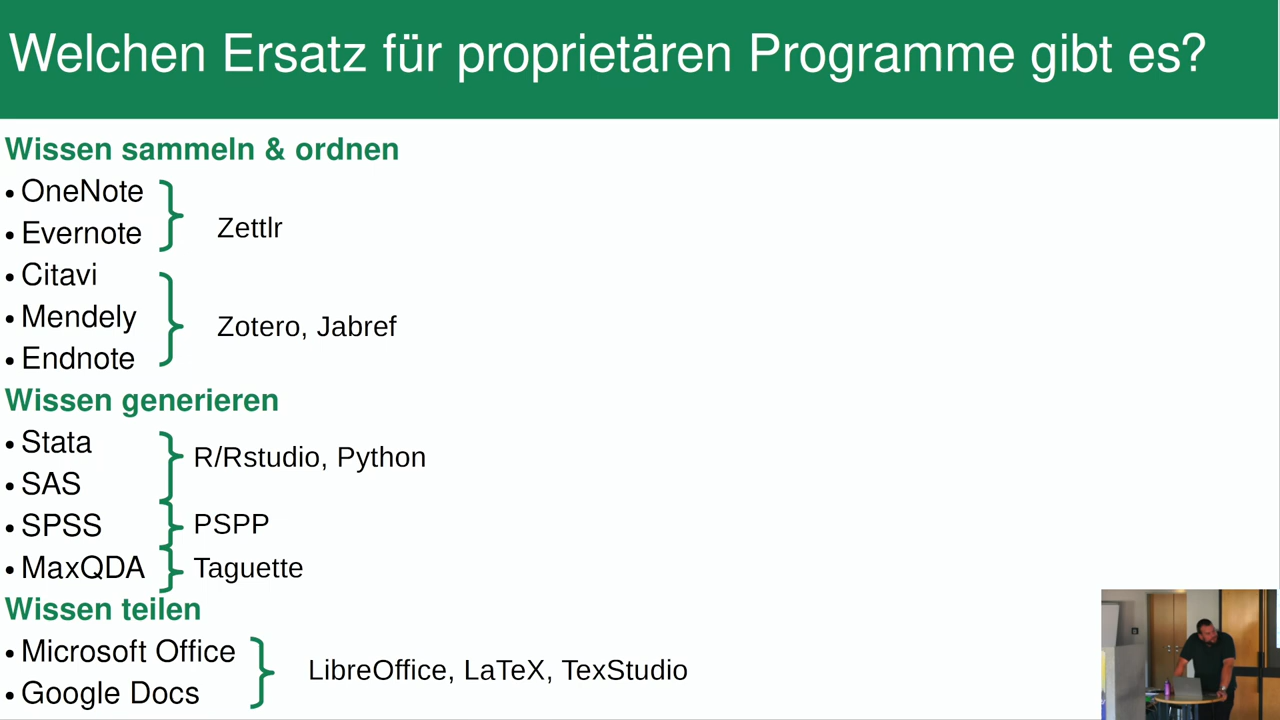 Welchen Ersatz für proprietären Programme gibt es?
Wissen sammeln & ordnen
• OneNote
• Evernote
Zettlr
• Citavi
• Mendely
• Endnote
Zotero, Jabref
Wissen generieren
• Stata
• SAS
R/Rstudio, Python
• SPSS
PSPP
• MaxQDA
Taguette
Wissen teilen
• Microsoft Office
• Google Docs
LibreOffice, LaTeX, TexStudio